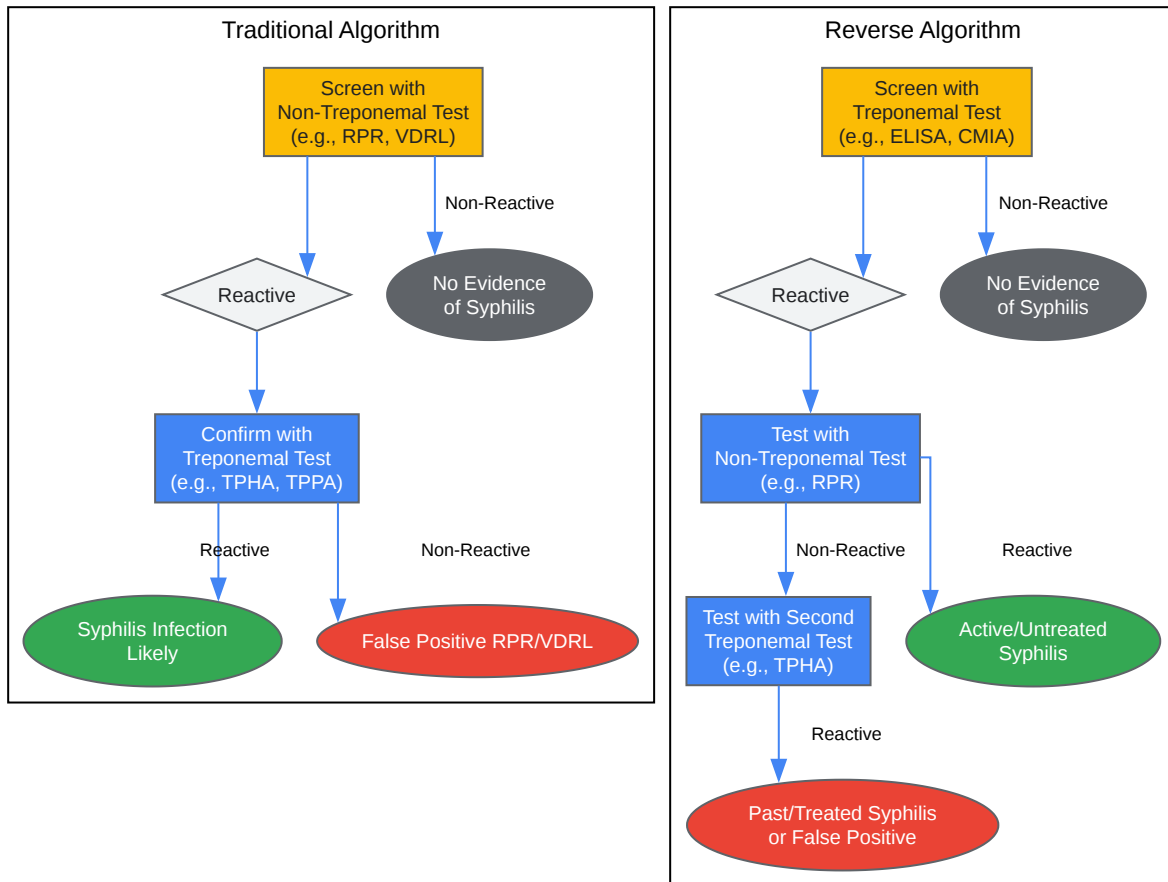 Traditional Algorithm
Screen with
Non-Treponemal Test
(e.g., RPR, VDRL)
Non-Reactive
Reactive
No Evidence
of Syphilis
Confirm with
Treponemal Test
(e.g., TPHA, TPPA)
Reactive
Non-Reactive
Syphilis Infection
Likely
False Positive RPR/VDRL
Reverse Algorithm
Screen with
Treponemal Test
(e.g., ELISA, CMIA)
Non-Reactive
Reactive
No Evidence
of Syphilis
Test with
Non-Treponemal Test
(e.g., RPR)
Non-Reactive
Reactive
Test with Second
Treponemal Test
(e.g., TPHA)
Active/Untreated
Syphilis
Reactive
Past/Treated Syphilis
or False Positive